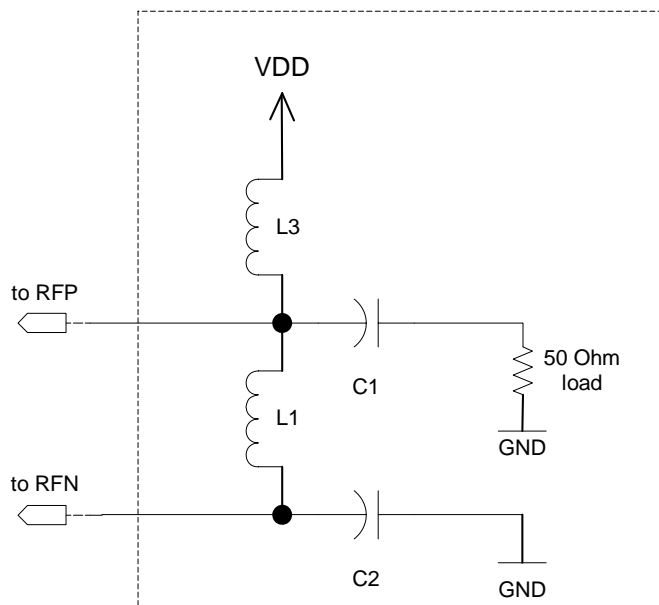 VDD
L3
to RFP
C1
50 Ohm
load
GND
L1
to RFN
C2
GND